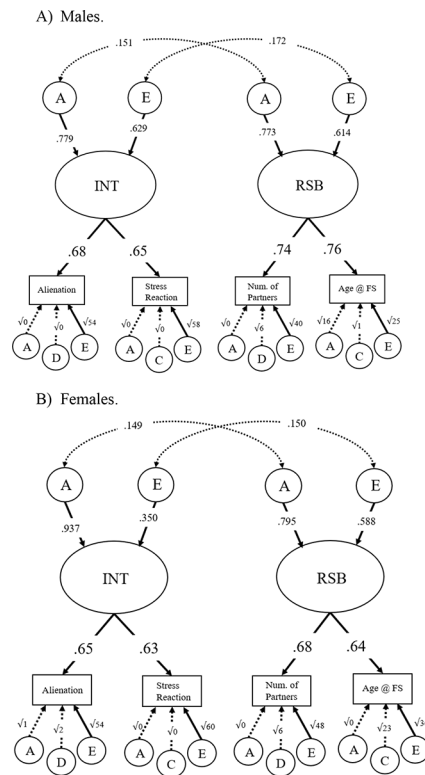 A) Males.
.151
.172
A
E
A
E
.779
.629
.773
.614
INT
RSB
.68
.65
.74
.76
Alienation
Stress
Reaction
Num. of
Partners
Age @ FS
√0
√0
√54
√0
√0
√58
√0
√6
√40
√16
√1
√25
A
D
E
A
C
E
A
D
E
A
C
E
B) Females.
.149
.150
A
E
A
E
.937
.350
.795
.588
INT
RSB
.65
.63
.68
.64
Alienation
Stress
Reaction
Num. of
Partners
Age @ FS
√1
√2
√54
√0
√0
√60
√0
√6
√48
√0
√23
A
D
E
A
C
E
A
D
E
A
C
E